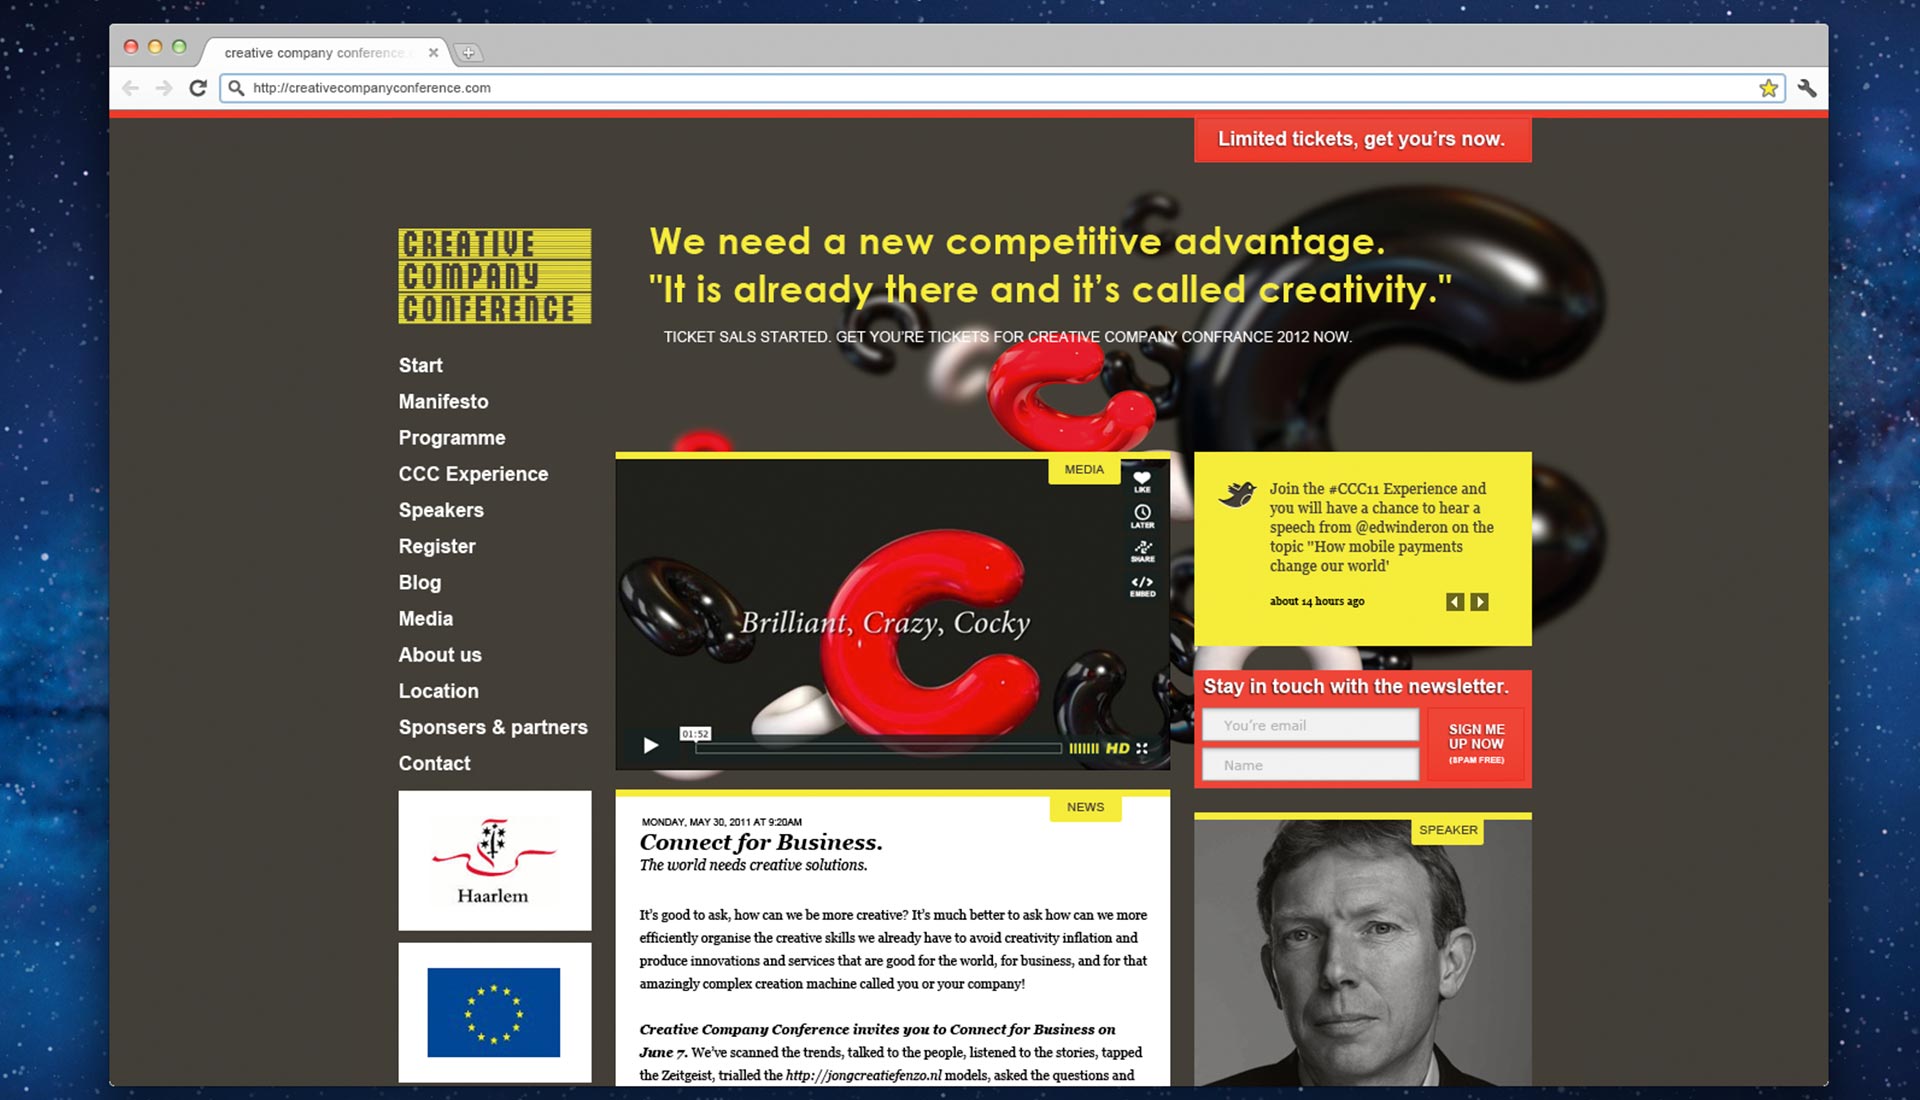 creative company conference
http://creativecompanyconference.com
Limited tickets, get you’rs now.
CREATIVE
COMPANY
CONFERENCE
We need a new competitive advantage.
"It is already there and it’s called creativity."
TICKET SALS STARTED. GET YOU’RE TICKETS FOR CREATIVE COMPANY CONFRANCE 2012 NOW.
Start
Manifesto
Programme
CCC Experience
Speakers
Register
Blog
Media
About us
Location
Sponsers & partners
Contact
Haarlem
MEDIA
LIKE
LATER
SHARE
EMBED
Brilliant, Crazy, Cocky
01:52
HD
NEWS
MONDAY, MAY 30, 2011 AT 9:20AM
Connect for Business.
The world needs creative solutions.
It’s good to ask, how can we be more creative? It’s much better to ask how can we more
efficiently organise the creative skills we already have to avoid creativity inflation and
produce innovations and services that are good for the world, for business, and for that
amazingly complex creation machine called you or your company!
Creative Company Conference invites you to Connect for Business on
June 7. We’ve scanned the trends, talked to the people, listened to the stories, tapped
the Zeitgeist, trialled the http://jongcreatiefenzo.nl models, asked the questions and
Join the #CCC11 Experience and
you will have a chance to hear a
speech from @edwinderon on the
topic "How mobile payments
change our world'
about 14 hours ago
Stay in touch with the newsletter.
You’re email
Name
SIGN ME
UP NOW
(SPAM FREE)
SPEAKER